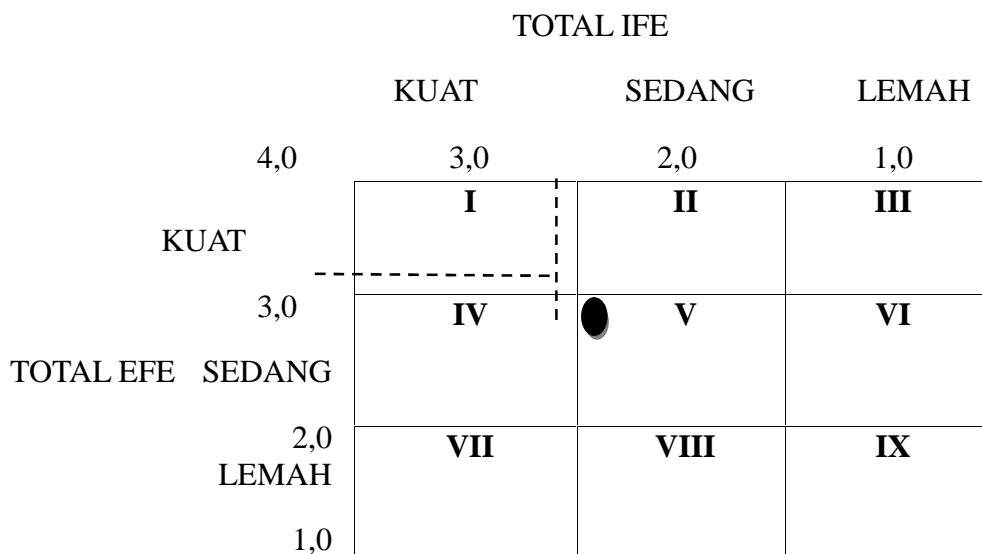 TOTAL IFE
KUAT SEDANG LEMAH
4,0 3,0 2,0 1,0
I II III
KUAT
3,0 IV V VI
TOTAL EFE SEDANG
2,0 VII VIII IX
LEMAH
1,0